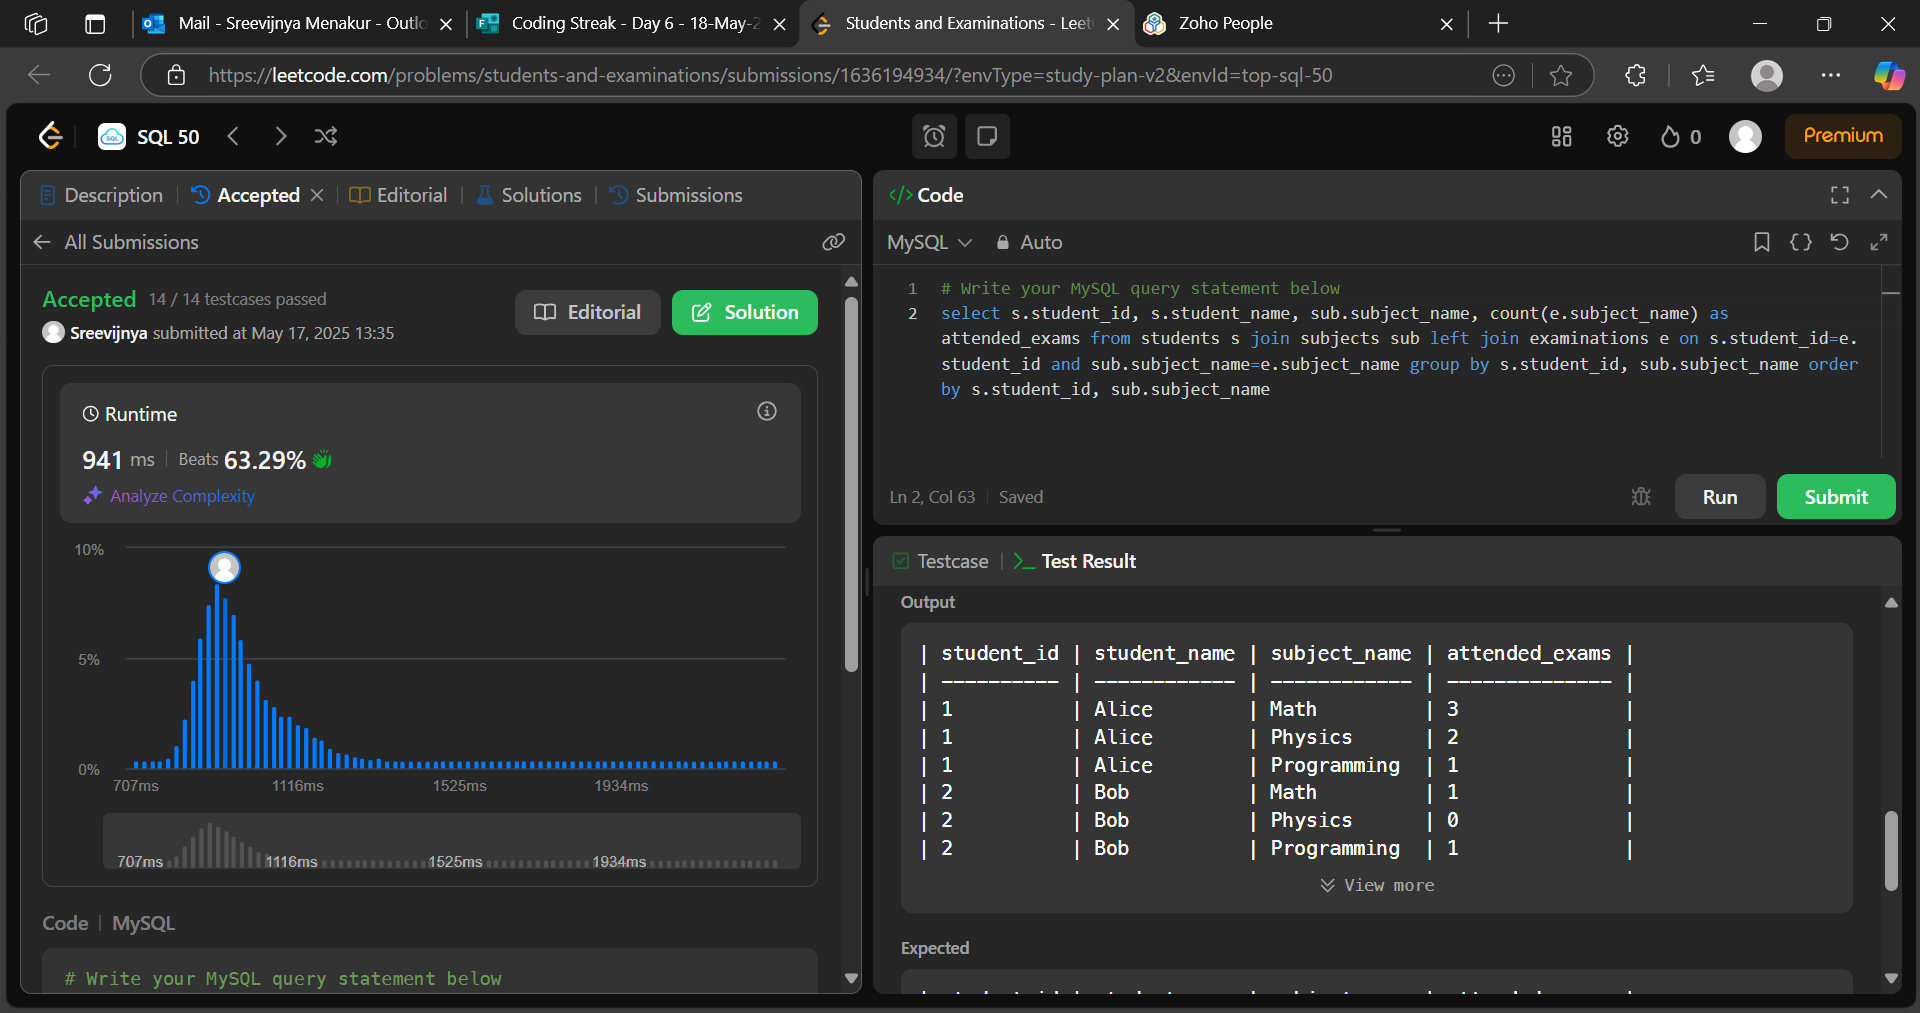 Mail - Sreevijnya Menakur - Outlo
Coding Streak - Day 6 - 18-May-2
Students and Examinations - Leet
Zoho People
https://leetcode.com/problems/students-and-examinations/submissions/1636194934/?envType=study-plan-v2&envId=top-sql-50
SQL 50
0
Premium
Description
Accepted
Editorial
Solutions
Submissions
All Submissions
Accepted 14 / 14 testcases passed
Sreevijnya submitted at May 17, 2025 13:35
Editorial
Solution
Runtime
941 ms Beats 63.29%
Analyze Complexity
10%
5%
0%
707ms 1116ms 1525ms 1934ms
707ms 1116ms 1525ms 1934ms
Code | MySQL
# Write your MySQL query statement below
</> Code
MySQL Auto
1 # Write your MySQL query statement below
2 select s.student_id, s.student_name, sub.subject_name, count(e.subject_name) as
attended_exams from students s join subjects sub left join examinations e on s.student_id=e.
student_id and sub.subject_name=e.subject_name group by s.student_id, sub.subject_name order
by s.student_id, sub.subject_name
Ln 2, Col 63 Saved
Run
Submit
Testcase
Test Result
Output
| student_id | student_name | subject_name | attended_exams |
| ---------- | ------------ | ------------ | -------------- |
| 1 | Alice | Math | 3 |
| 1 | Alice | Physics | 2 |
| 1 | Alice | Programming | 1 |
| 2 | Bob | Math | 1 |
| 2 | Bob | Physics | 0 |
| 2 | Bob | Programming | 1 |
View more
Expected